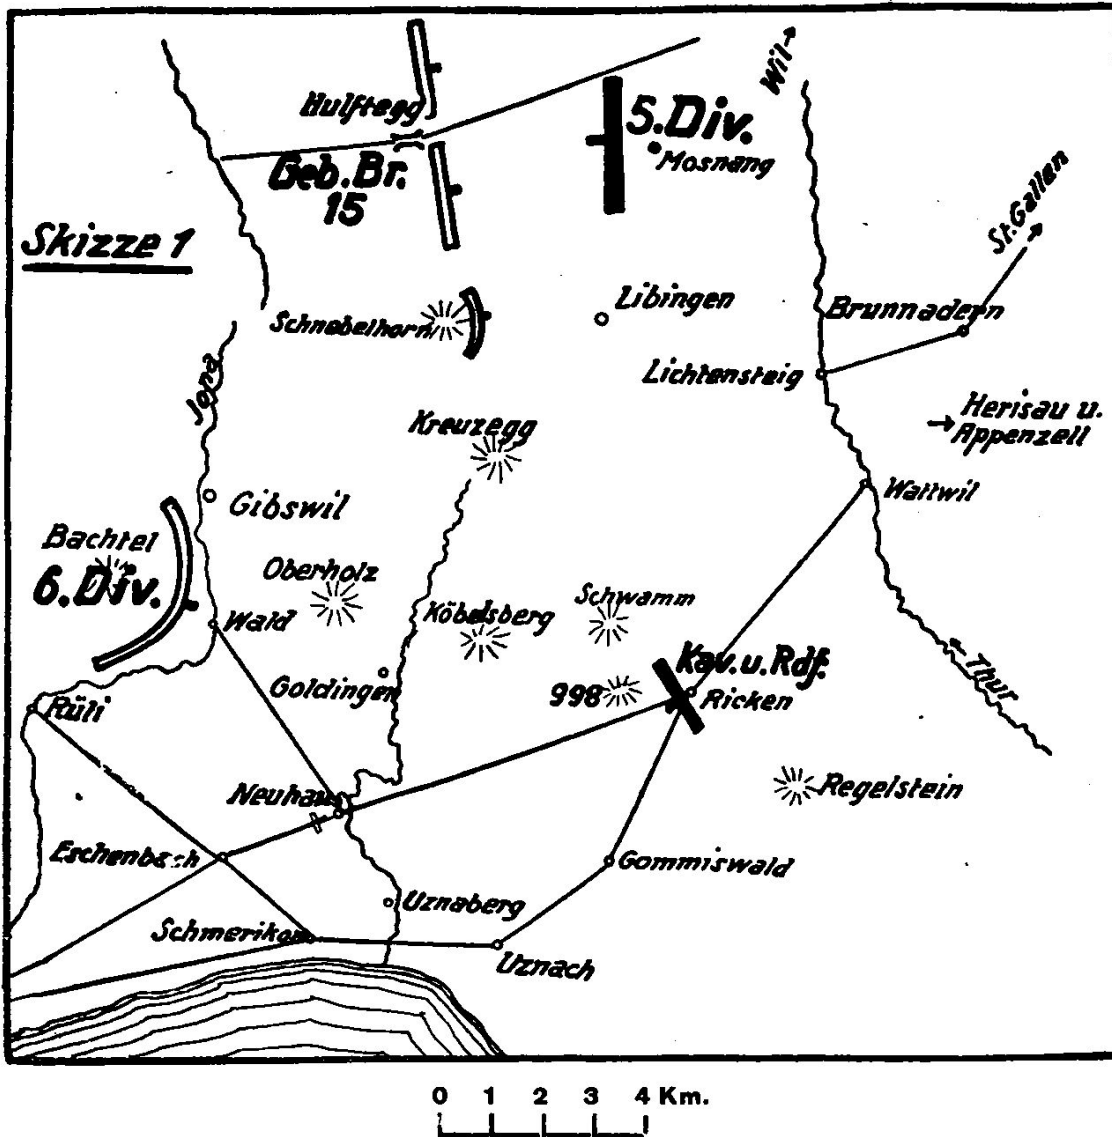 Wil
Hulftegg
5. Div.
Mosnang
Geb. Br.
15
St. Gallen
Skizze 1
Libingen
Brunnadern
Schnebelhorn
Lichtensteig
Jona
Herisau u.
Appenzell
Kreuzegg
Wattwil
Gibswil
Bachtel
6. Div.
Oberholz
Schwamm
Köbelsberg
Wald
Kav. u. Rdf.
Thur
Goldingen
998
Ricken
Rüli
Neuhaus
Regelstein
Eschenbach
Gommiswald
Uznaberg
Schmerikon
Uznach
0 1 2 3 4 Km.